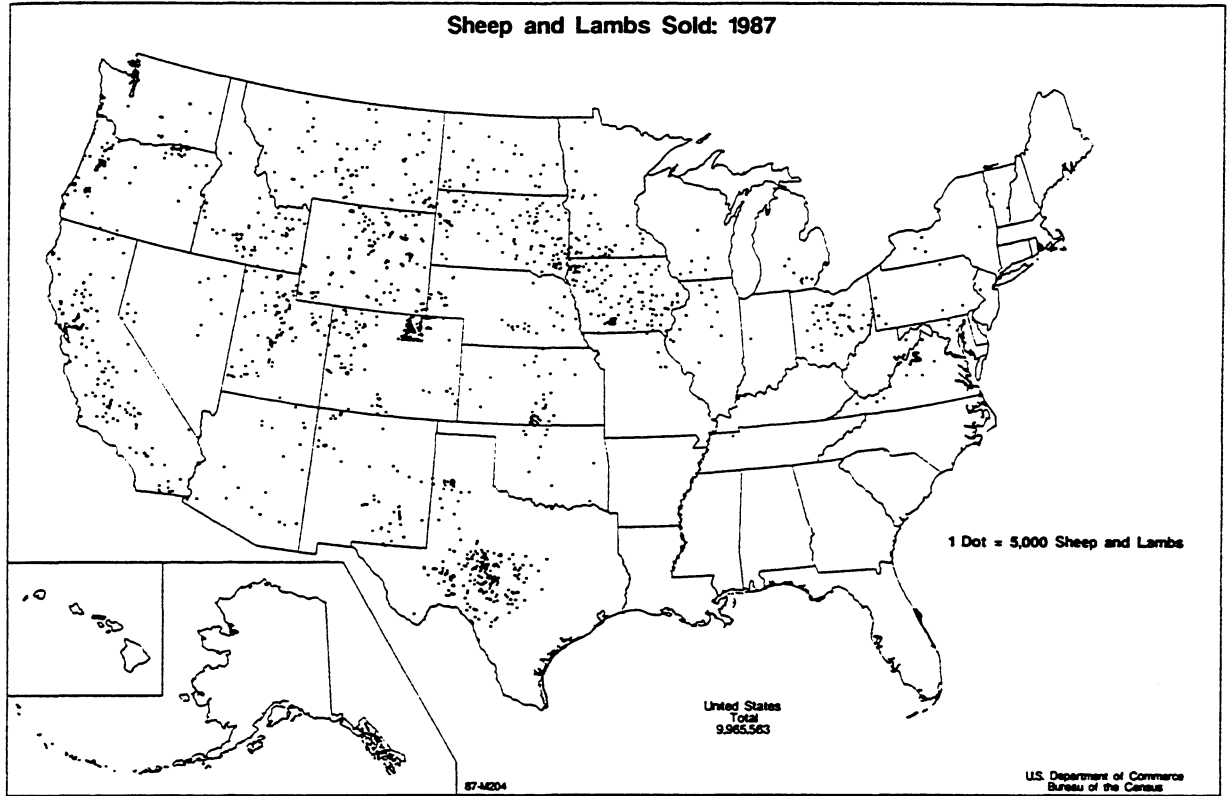 Sheep and Lambs Sold: 1987
1 Dot = 5,000 Sheep and Lambs
United States
Total
9,965,563
87-M204
U.S. Department of Commerce
Bureau of the Census